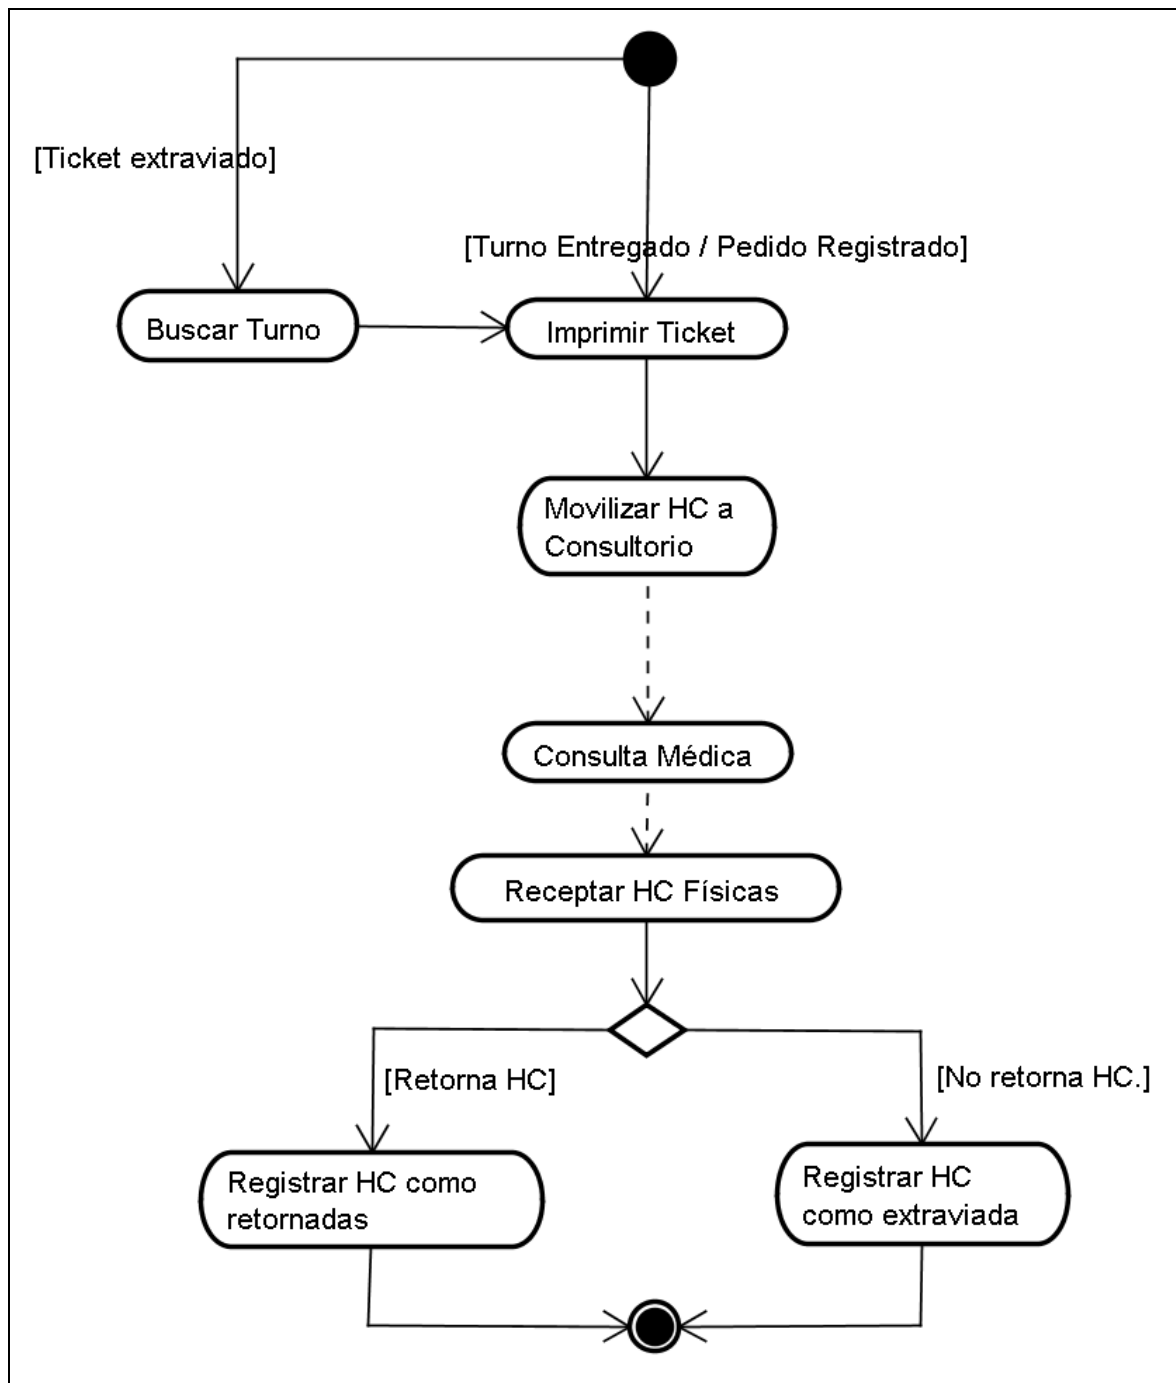 [Ticket extraviado]
[Turno Entregado / Pedido Registrado]
Buscar Turno
Imprimir Ticket
Movilizar HC a
Consultorio
Consulta Médica
Receptar HC Físicas
[Retorna HC]
[No retorna HC.]
Registrar HC como
retornadas
Registrar HC
como extraviada